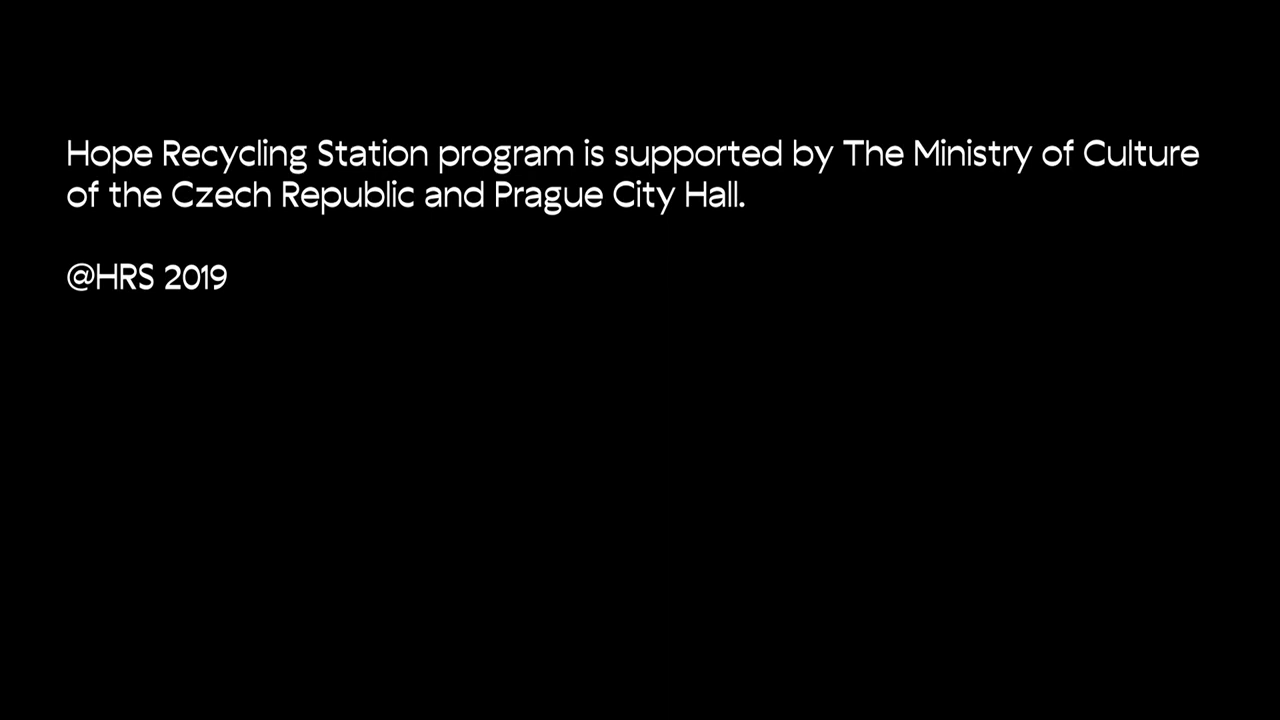 Hope Recycling Station program is supported by The Ministry of Culture
of the Czech Republic and Prague City Hall.
@HRS 2019